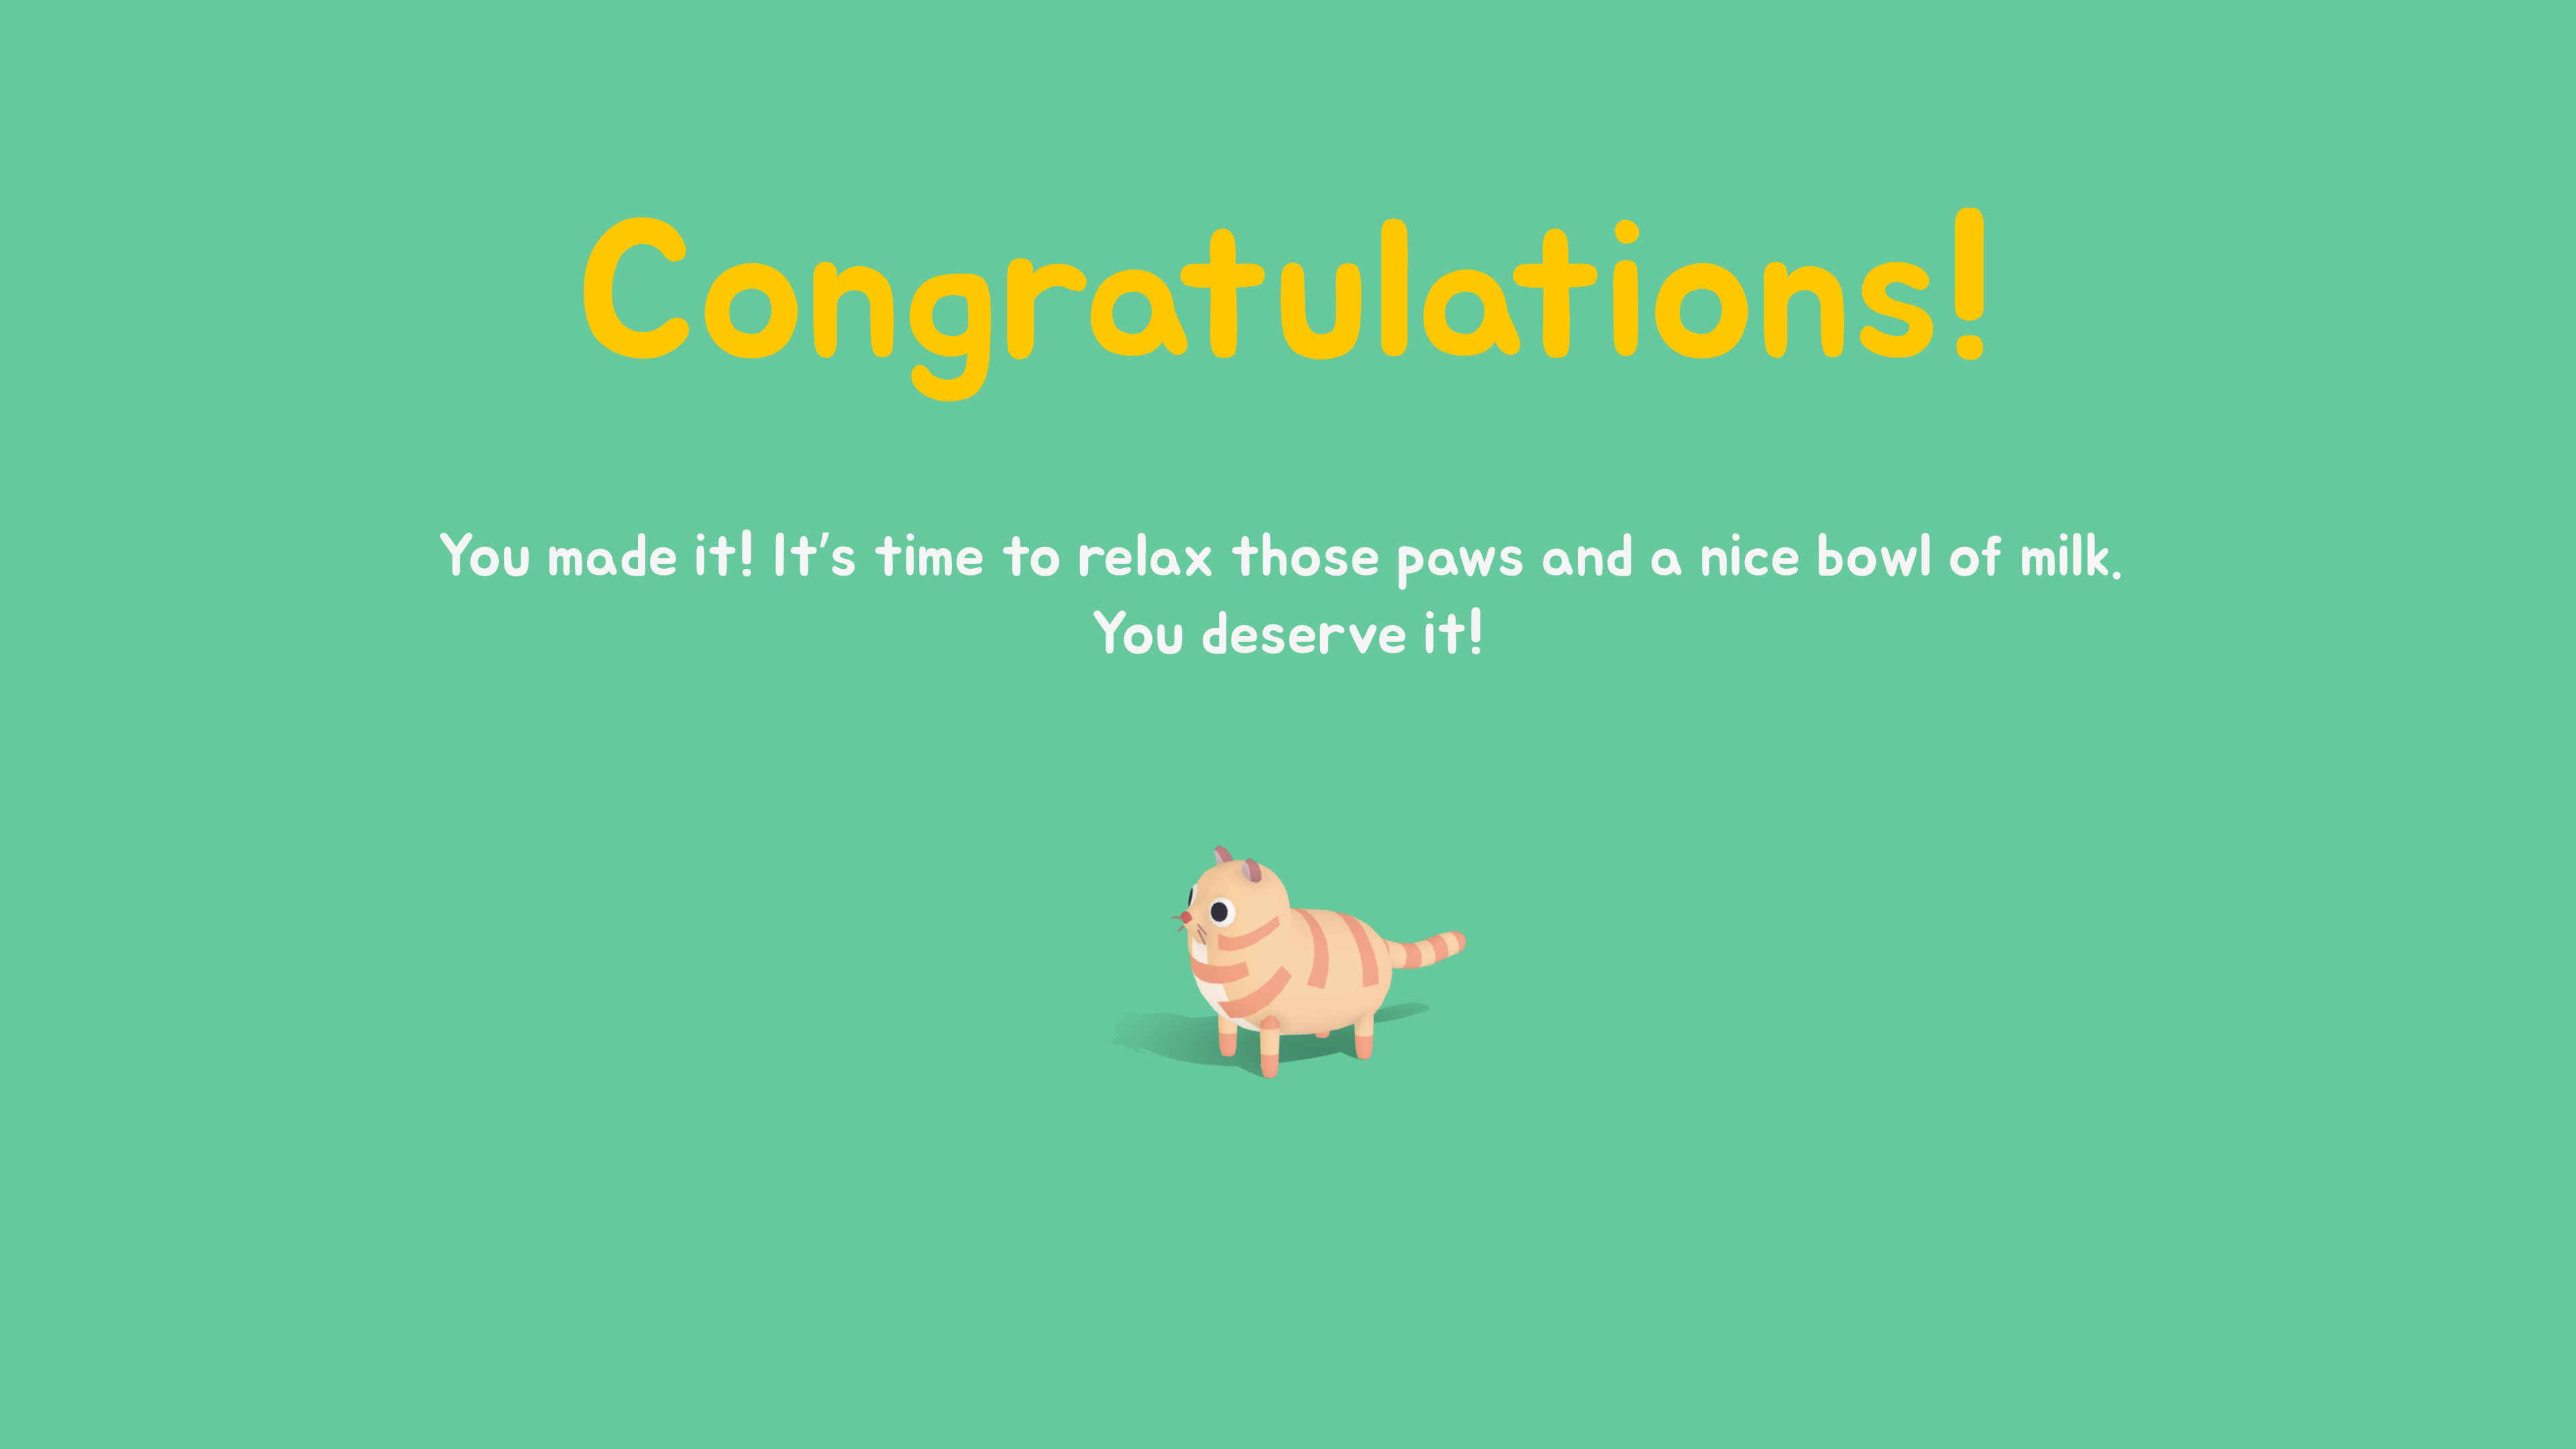 Congratulations!
You made it! It’s time to relax those paws and a nice bowl of milk.
You deserve it!